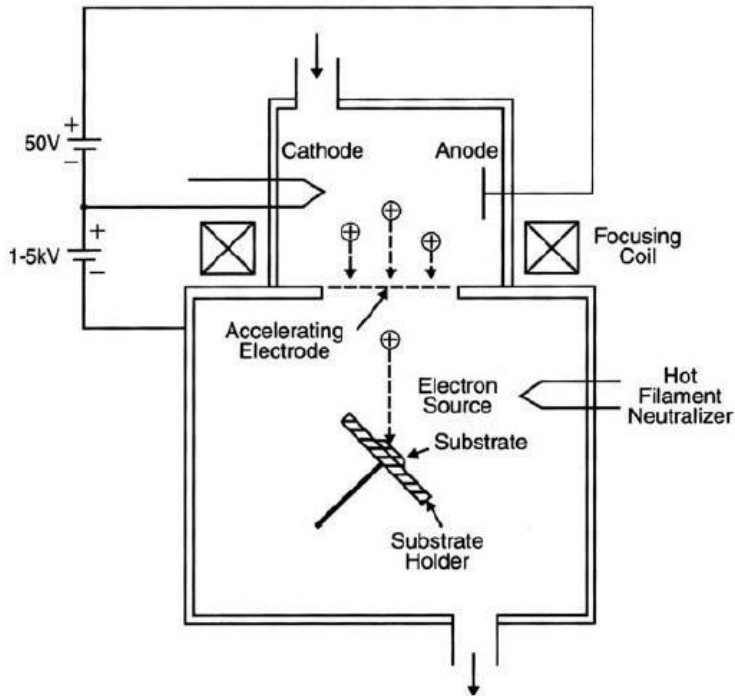 Cathode
Anode
+
50V
−
+
1-5kV
−
Focusing
Coil
⊕ ⊕ ⊕
Accelerating
Electrode
⊕
Electron
Source
Hot
Filament
Neutralizer
Substrate
Substrate
Holder